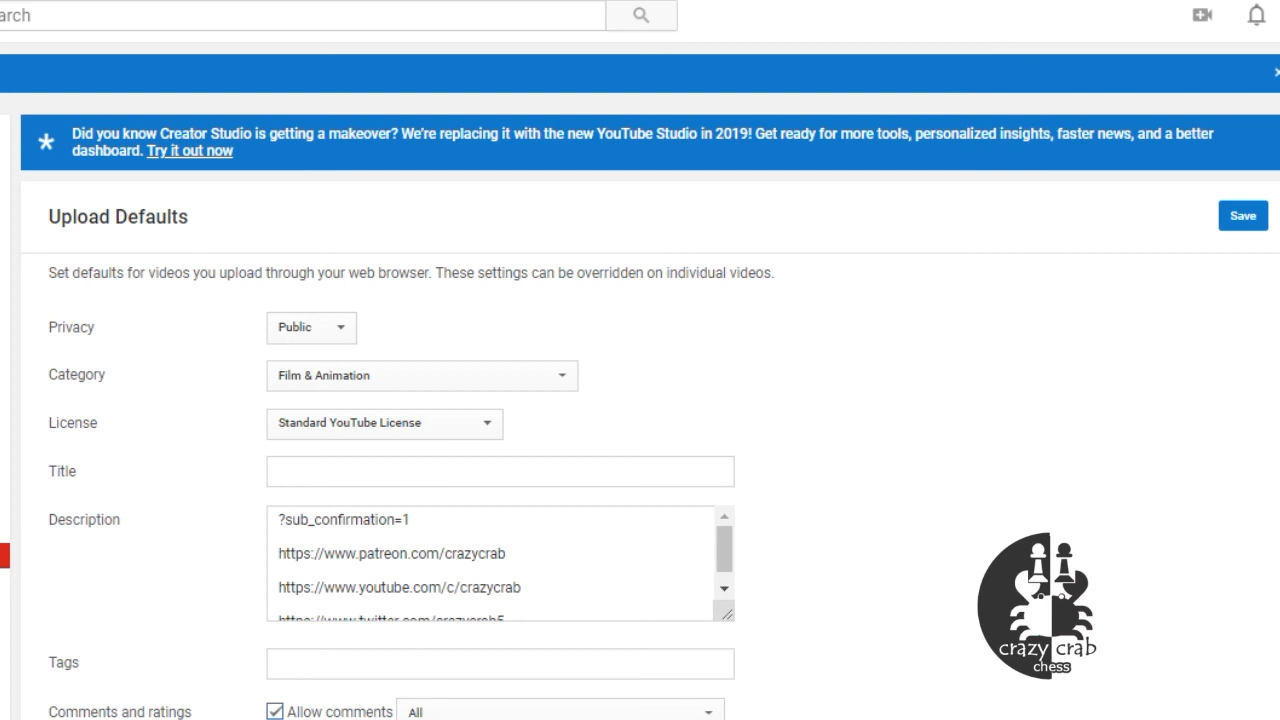 arch
Did you know Creator Studio is getting a makeover? We're replacing it with the new YouTube Studio in 2019! Get ready for more tools, personalized insights, faster news, and a better
dashboard. Try it out now
Upload Defaults
Save
Set defaults for videos you upload through your web browser. These settings can be overridden on individual videos.
Privacy
Public
Category
Film & Animation
License
Standard YouTube License
Title
Description
?sub_confirmation=1
https://www.patreon.com/crazycrab
https://www.youtube.com/c/crazycrab
https://www.twitter.com/crazycrab5
crazy crab
chess
Tags
Comments and ratings
Allow comments
All